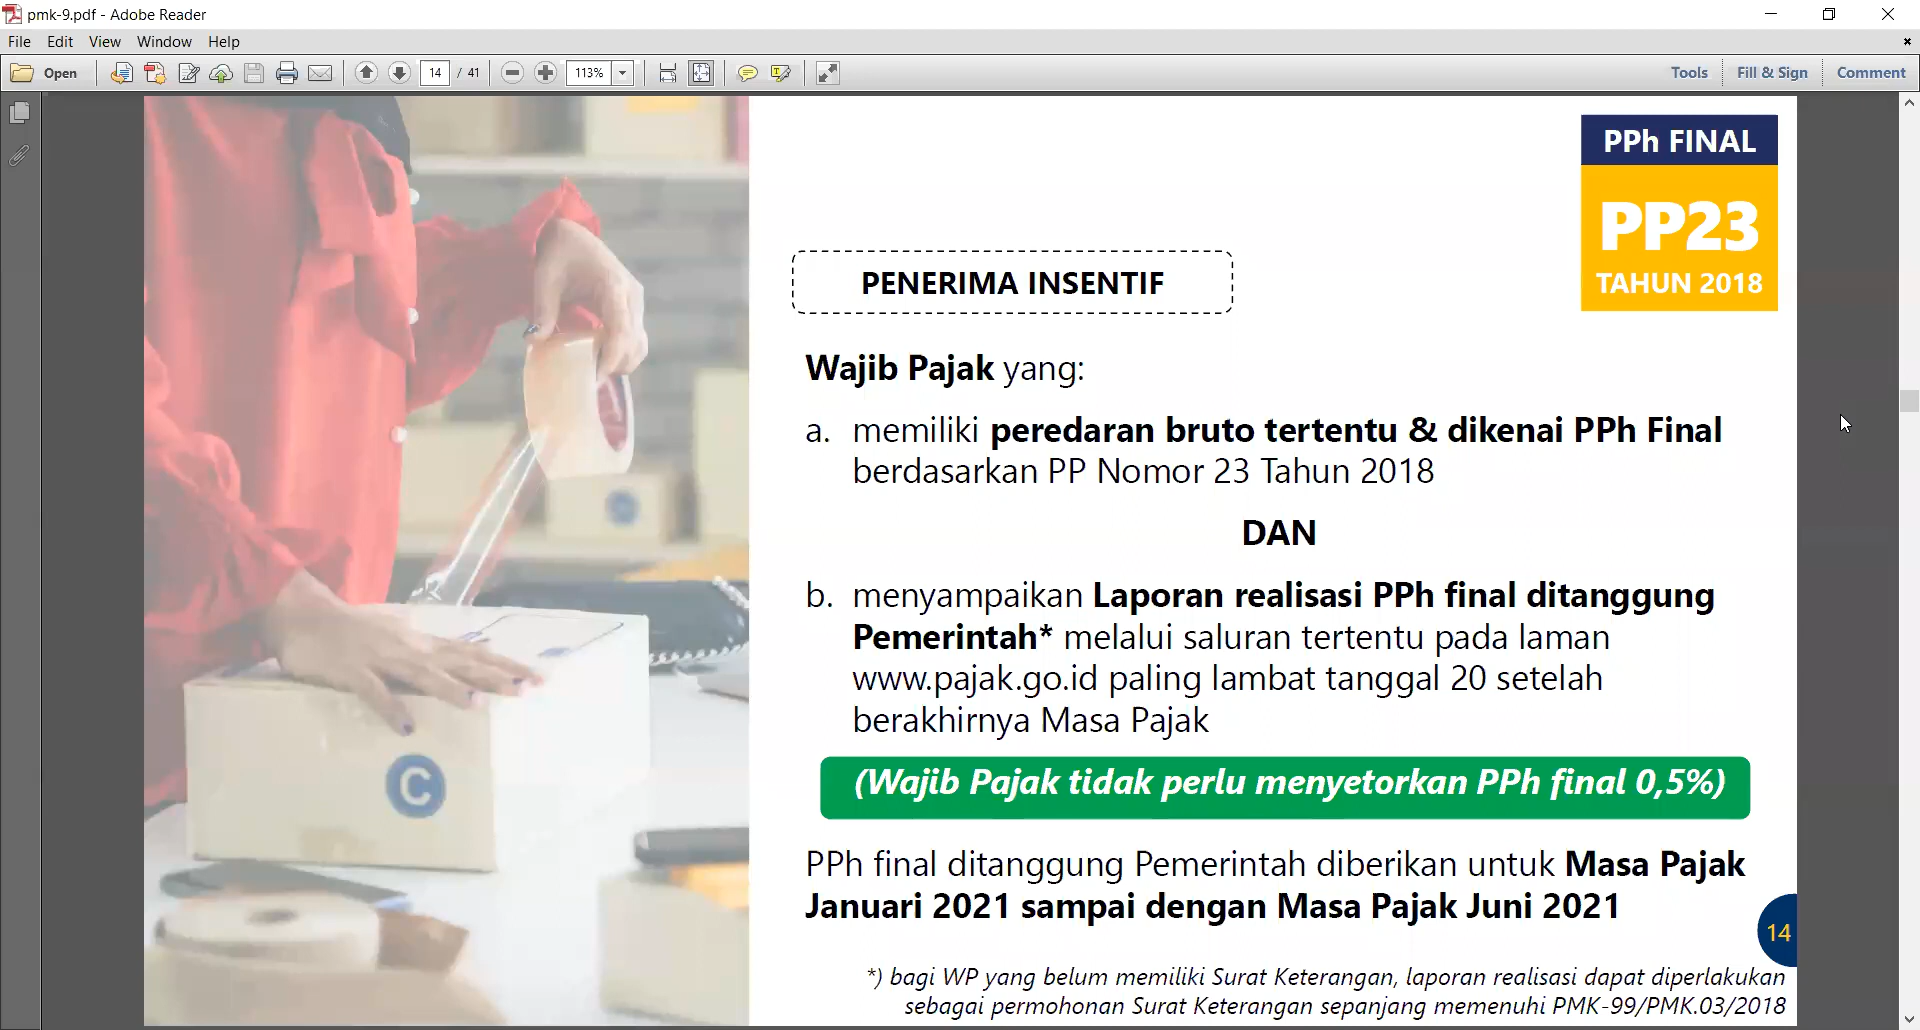 pmk-9.pdf - Adobe Reader
File Edit View Window Help
Open 14 / 41 113% Tools Fill & Sign Comment
PPh FINAL
PP23
TAHUN 2018
PENERIMA INSENTIF
Wajib Pajak yang:
a. memiliki peredaran bruto tertentu & dikenai PPh Final
berdasarkan PP Nomor 23 Tahun 2018
DAN
b. menyampaikan Laporan realisasi PPh final ditanggung
Pemerintah* melalui saluran tertentu pada laman
www.pajak.go.id paling lambat tanggal 20 setelah
berakhirnya Masa Pajak
(Wajib Pajak tidak perlu menyetorkan PPh final 0,5%)
C
PPh final ditanggung Pemerintah diberikan untuk Masa Pajak
Januari 2021 sampai dengan Masa Pajak Juni 2021
14
*) bagi WP yang belum memiliki Surat Keterangan, laporan realisasi dapat diperlakukan
sebagai permohonan Surat Keterangan sepanjang memenuhi PMK-99/PMK.03/2018